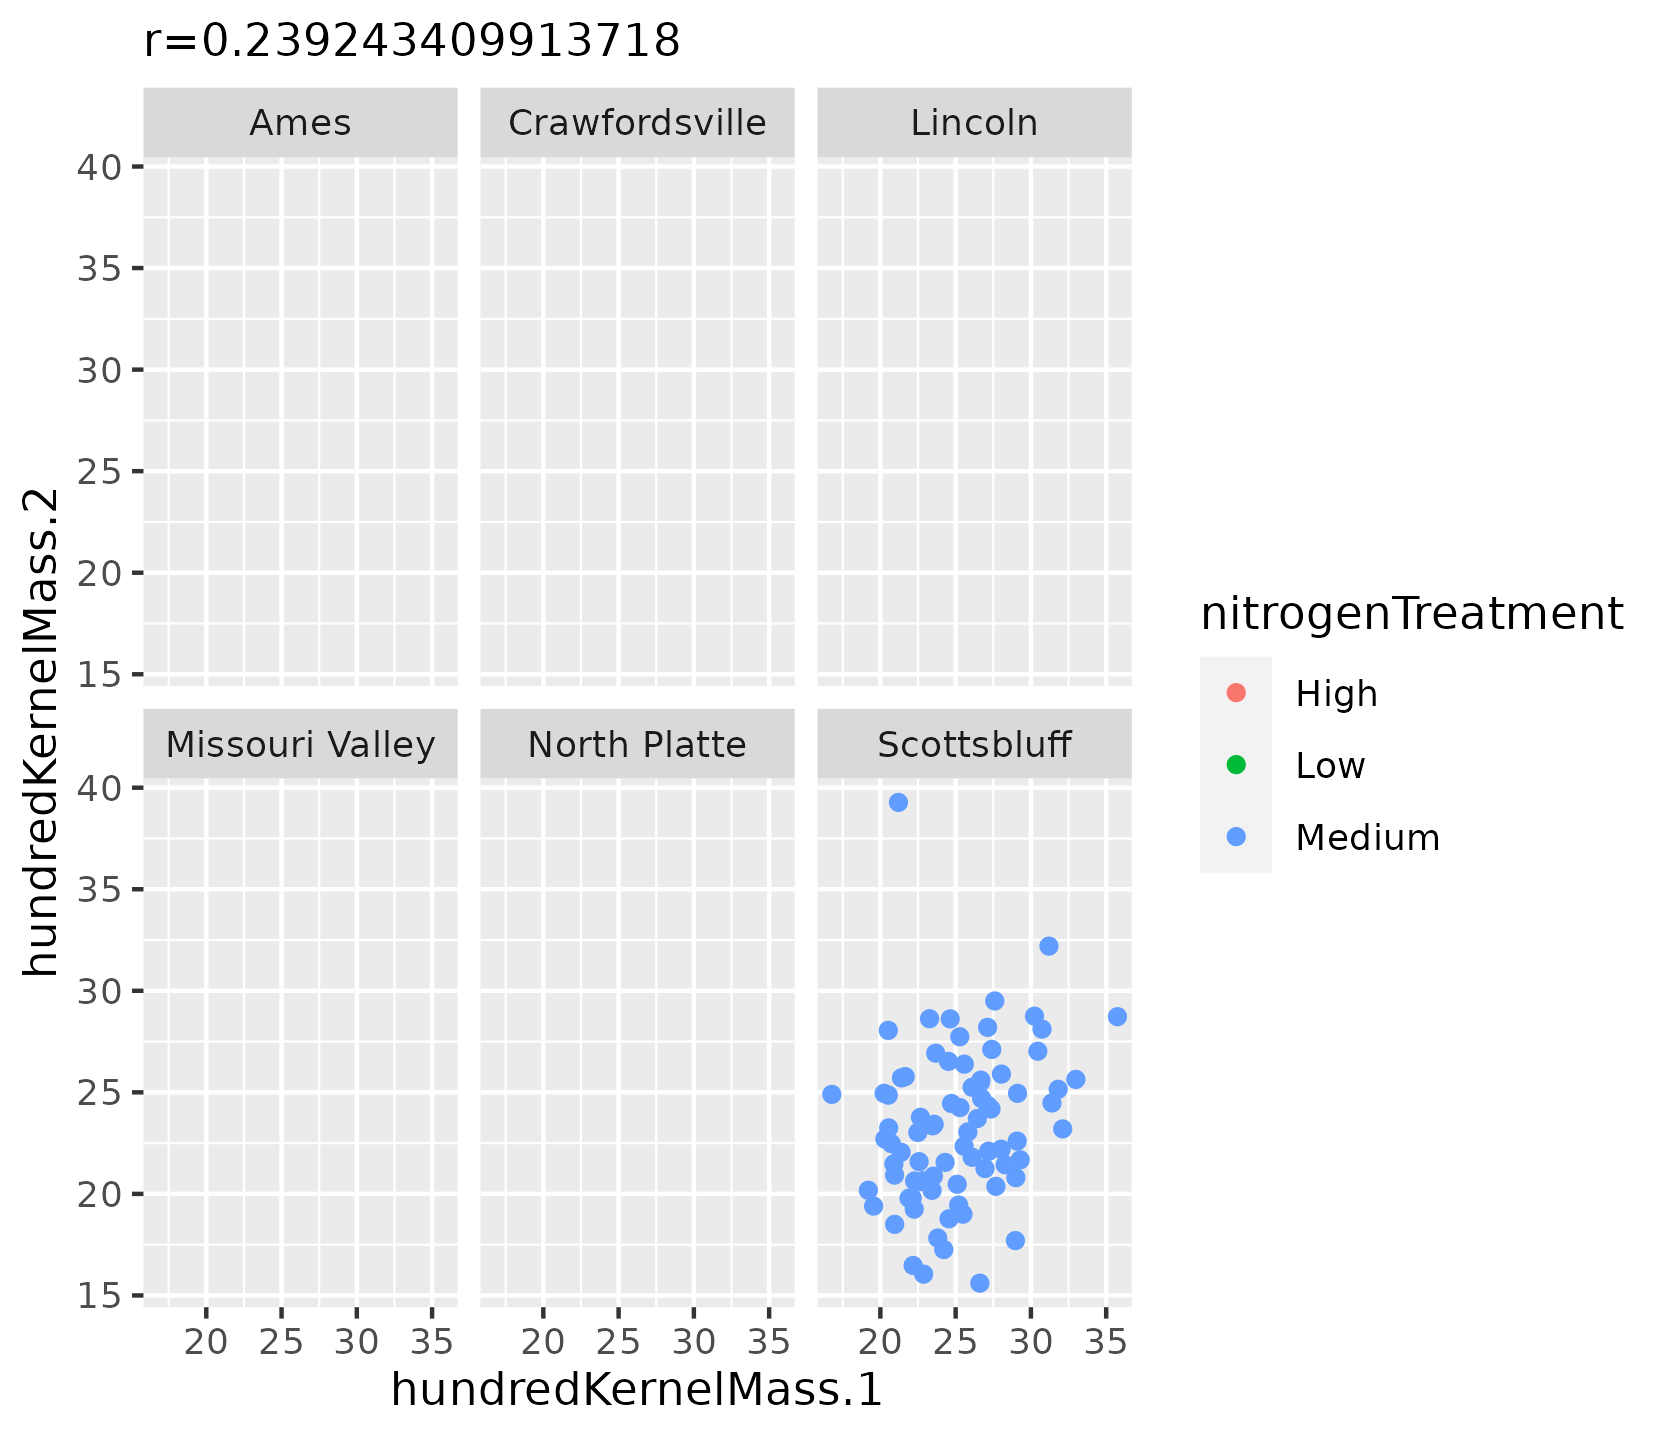 r=0.239243409913718
Ames
Crawfordsville
Lincoln
40
35
30
25
20
15
Missouri Valley
North Platte
Scottsbluff
40
35
30
25
20
15
20 25 30 35
20 25 30 35
20 25 30 35
hundredKernelMass.1
hundredKernelMass.2
nitrogenTreatment
High
Low
Medium